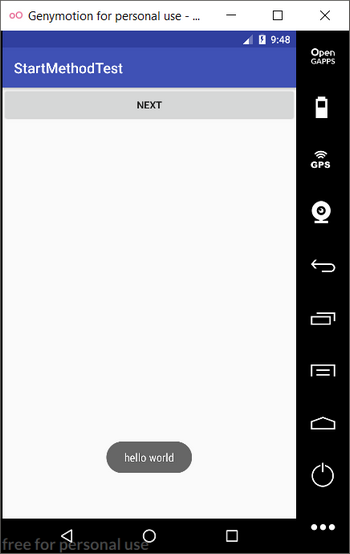 Genymotion for personal use - ...
Open
GAPPS
9:48
StartMethodTest
NEXT
GPS
hello world
free for personal use